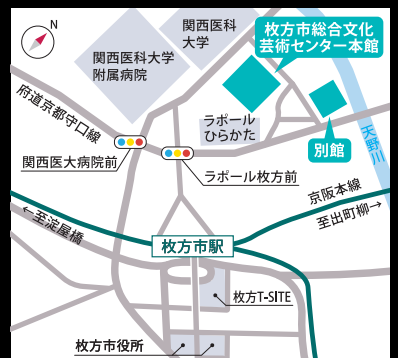 N
関西医科
大学
枚方市総合文化
芸術センター本館
関西医科大学
附属病院
府道京都守口線
ラポール
ひらかた
別館
天野川
関西医大病院前
ラポール枚方前
京阪本線
至出町柳→
←至淀屋橋
枚方市駅
枚方T-SITE
枚方市役所